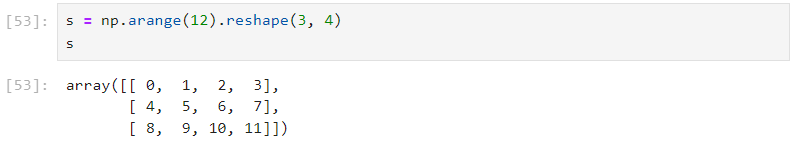 [53]: s = np.arange(12).reshape(3, 4)
s
[53]: array([[ 0,  1,  2,  3],
       [ 4,  5,  6,  7],
       [ 8,  9, 10, 11]])